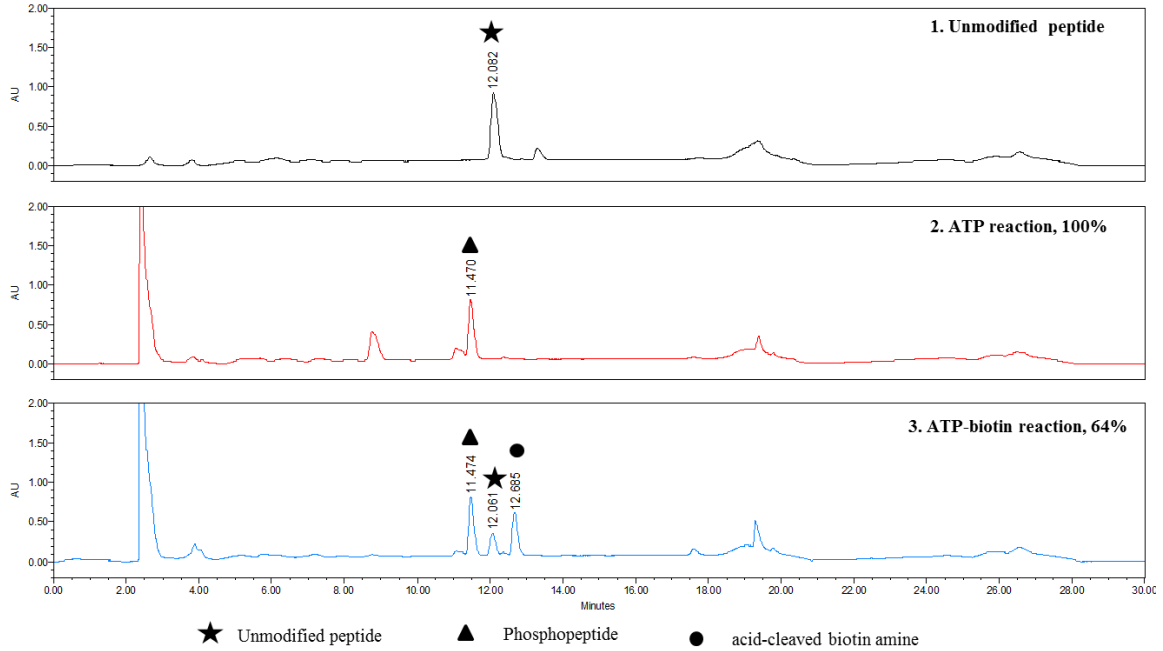 1. Unmodified peptide
2.00
1.50
1.00
0.50
0.00
AU
12.082
2. ATP reaction, 100%
2.00
1.50
1.00
0.50
0.00
AU
11.470
3. ATP-biotin reaction, 64%
2.00
1.50
1.00
0.50
0.00
AU
11.474
12.061
12.685
0.00 2.00 4.00 6.00 8.00 10.00 12.00 14.00 16.00 18.00 20.00 22.00 24.00 26.00 28.00 30.00
Minutes
Unmodified peptide Phosphopeptide acid-cleaved biotin amine